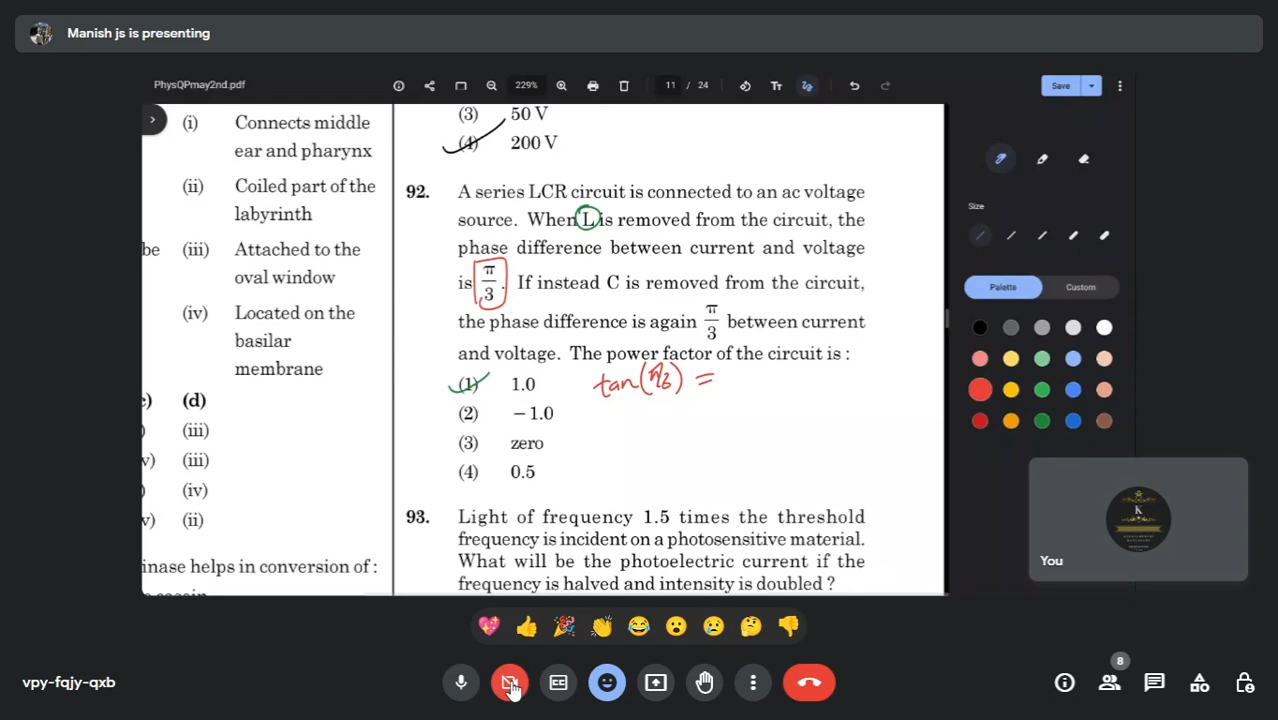 Manish js is presenting
PhysQPmay2nd.pdf
229%
11 / 24
Save
(i) Connects middle
ear and pharynx
(ii) Coiled part of the
labyrinth
be (iii) Attached to the
oval window
(iv) Located on the
basilar
membrane
c) (d)
) (iii)
v) (iii)
) (iv)
v) (ii)
inase helps in conversion of :
(3) 50 V
(4) 200 V
92. A series LCR circuit is connected to an ac voltage
source. When L is removed from the circuit, the
phase difference between current and voltage
is π/3. If instead C is removed from the circuit,
the phase difference is again π/3 between current
and voltage. The power factor of the circuit is :
(1) 1.0
tan(π/3) =
(2) − 1.0
(3) zero
(4) 0.5
93. Light of frequency 1.5 times the threshold
frequency is incident on a photosensitive material.
What will be the photoelectric current if the
frequency is halved and intensity is doubled ?
Size
Palette
Custom
K
You
vpy-fqjy-qxb
8